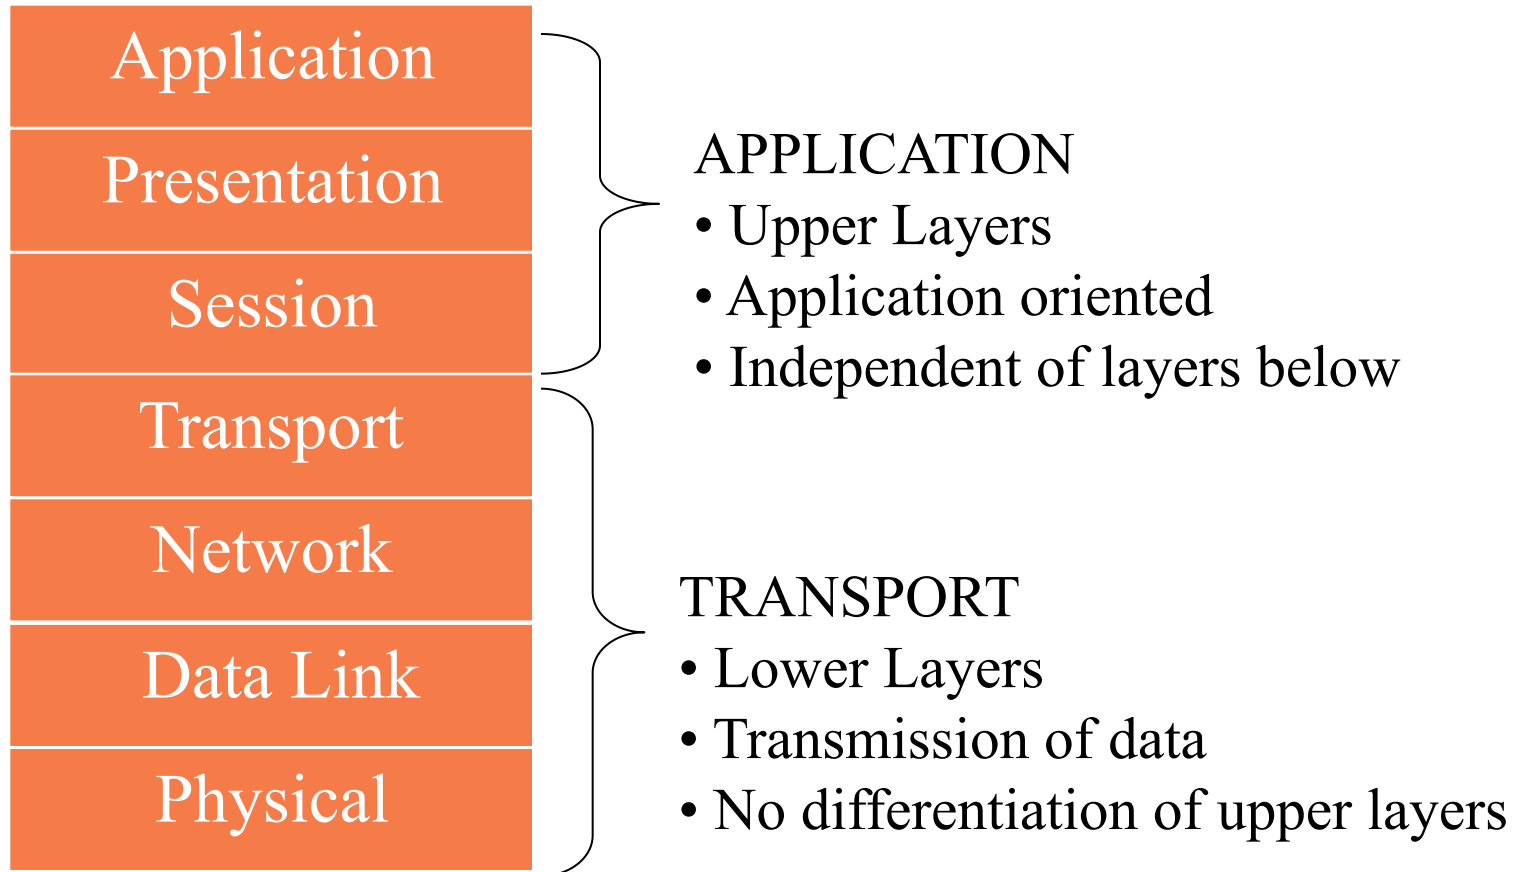 Application
Presentation
Session
Transport
Network
Data Link
Physical
APPLICATION
• Upper Layers
• Application oriented
• Independent of layers below
TRANSPORT
• Lower Layers
• Transmission of data
• No differentiation of upper layers